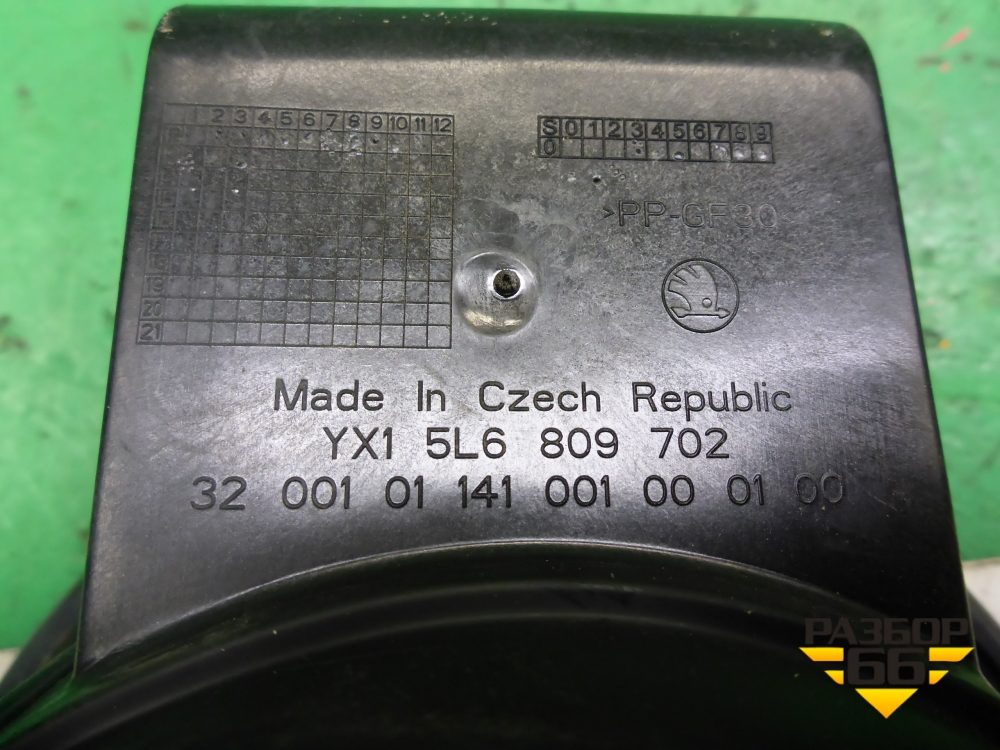 1 2 3 4 5 6 7 8 9 10 11 12
S 0 1 2 3 4 5 6 7 8 9
0
>PP-GF30
19
20
21
Made In Czech Republic
YX1 5L6 809 702
32 001 01 141 001 00 01 00
РАЗБОР
66